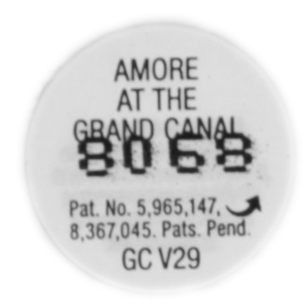 AMORE
AT THE
GRAND CANAL
8068
Pat. No. 5,965,147,
8,367,045. Pats. Pend.
GC V29